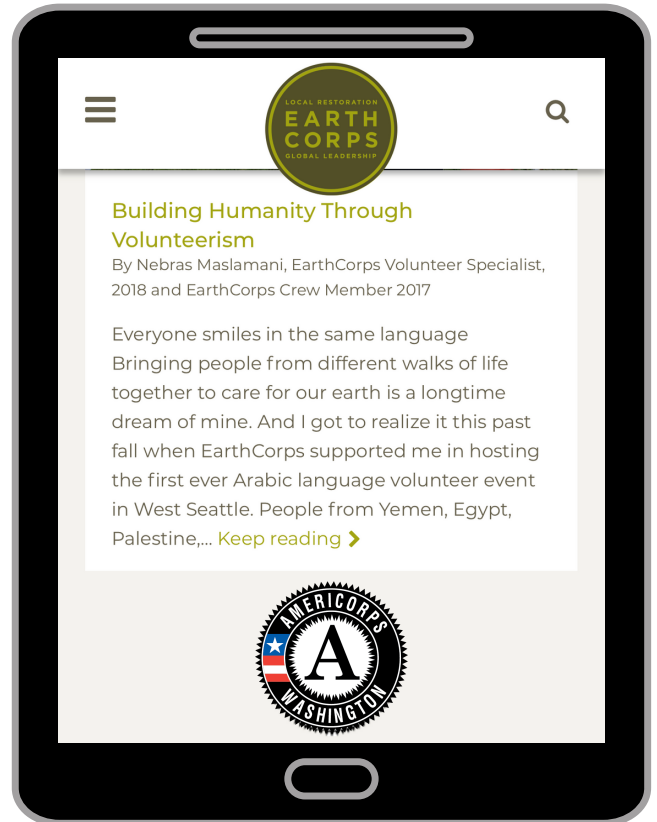 LOCAL RESTORATION
EARTH
CORPS
GLOBAL LEADERSHIP
Building Humanity Through
Volunteerism
By Nebras Maslamani, EarthCorps Volunteer Specialist,
2018 and EarthCorps Crew Member 2017
Everyone smiles in the same language
Bringing people from different walks of life
together to care for our earth is a longtime
dream of mine. And I got to realize it this past
fall when EarthCorps supported me in hosting
the first ever Arabic language volunteer event
in West Seattle. People from Yemen, Egypt,
Palestine,... Keep reading
AMERICORPS
A
WASHINGTON